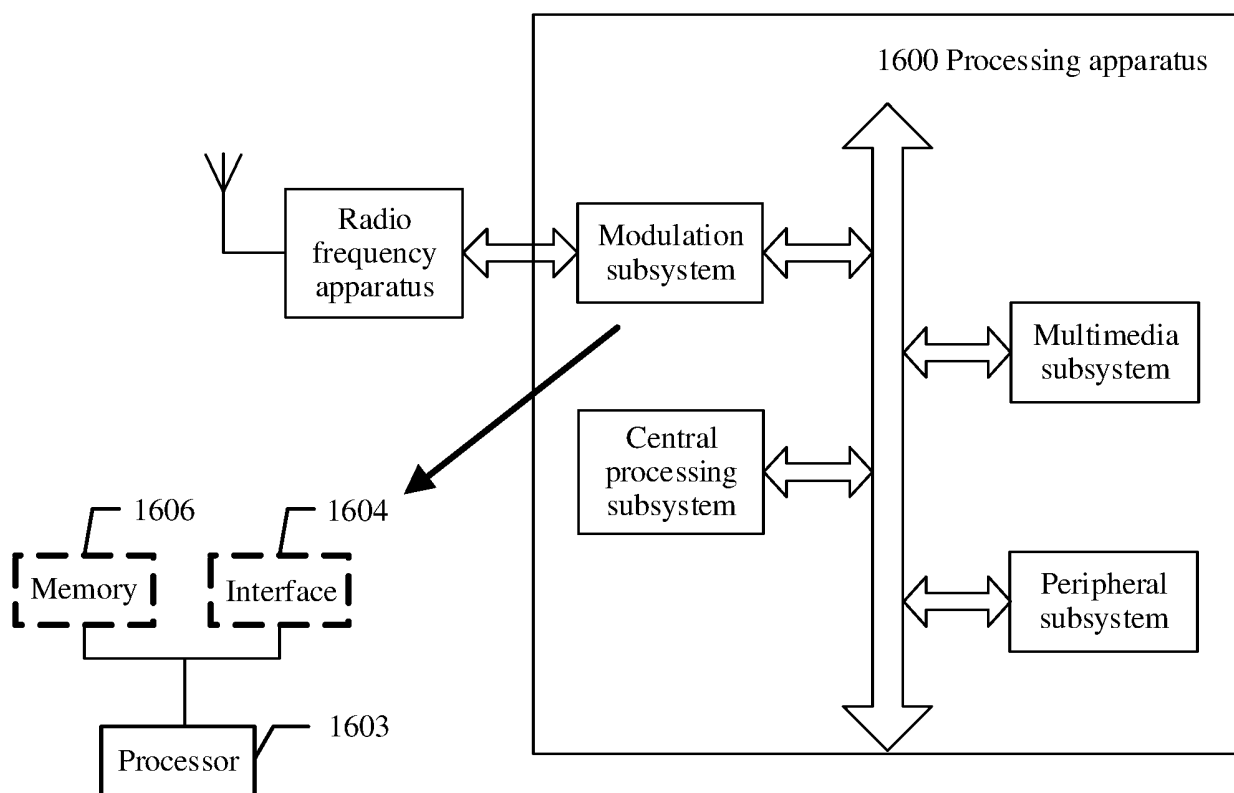 1600 Processing apparatus
Radio
frequency
apparatus
Modulation
subsystem
Multimedia
subsystem
Central
processing
subsystem
1606
1604
Memory
Interface
Peripheral
subsystem
1603
Processor